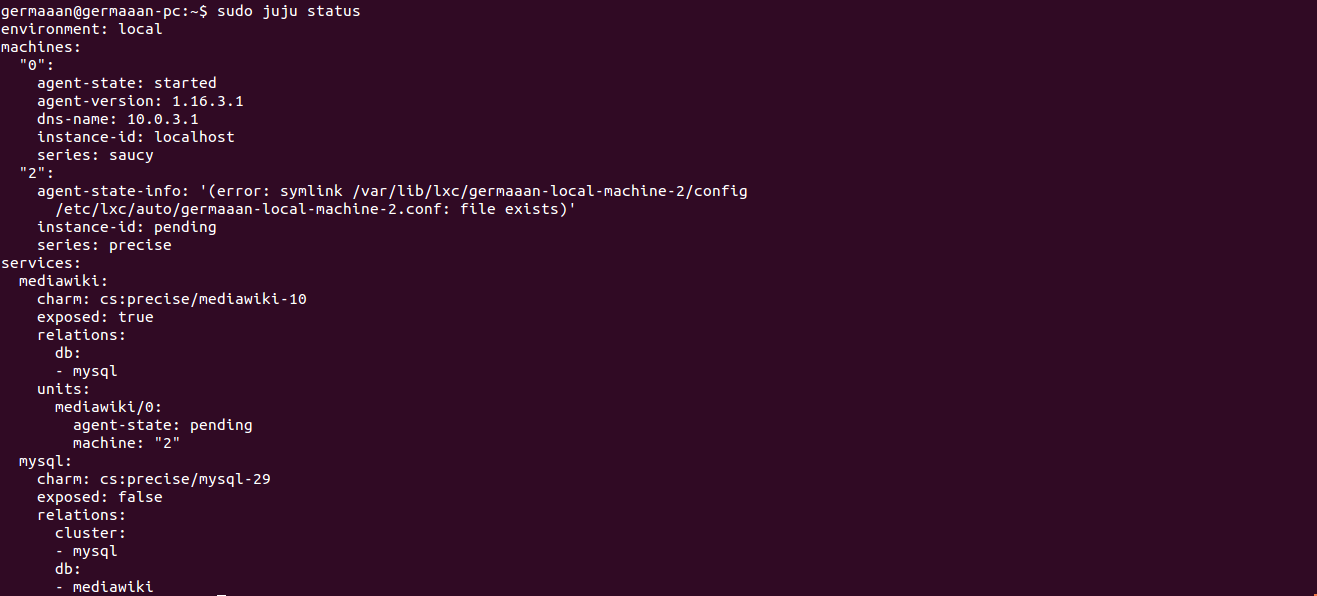 germaaan@germaaan-pc:~$ sudo juju status
environment: local
machines:
  "0":
    agent-state: started
    agent-version: 1.16.3.1
    dns-name: 10.0.3.1
    instance-id: localhost
    series: saucy
  "2":
    agent-state-info: '(error: symlink /var/lib/lxc/germaaan-local-machine-2/config
      /etc/lxc/auto/germaaan-local-machine-2.conf: file exists)'
    instance-id: pending
    series: precise
services:
  mediawiki:
    charm: cs:precise/mediawiki-10
    exposed: true
    relations:
      db:
      - mysql
    units:
      mediawiki/0:
        agent-state: pending
        machine: "2"
  mysql:
    charm: cs:precise/mysql-29
    exposed: false
    relations:
      cluster:
      - mysql
      db:
      - mediawiki